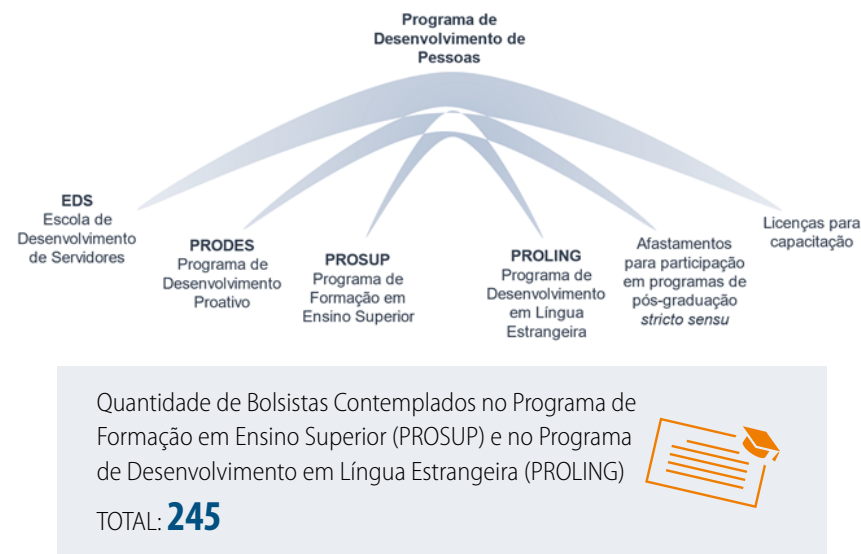 Programa de
Desenvolvimento de
Pessoas
EDS
Escola de
Desenvolvimento
de Servidores
PRODES
Programa de
Desenvolvimento
Proativo
PROSUP
Programa de
Formação em
Ensino Superior
PROLING
Programa de
Desenvolvimento
em Língua
Estrangeira
Afastamentos
para participação
em programas de
pós-graduação
stricto sensu
Licenças para
capacitação
Quantidade de Bolsistas Contemplados no Programa de
Formação em Ensino Superior (PROSUP) e no Programa
de Desenvolvimento em Língua Estrangeira (PROLING)
TOTAL: 245